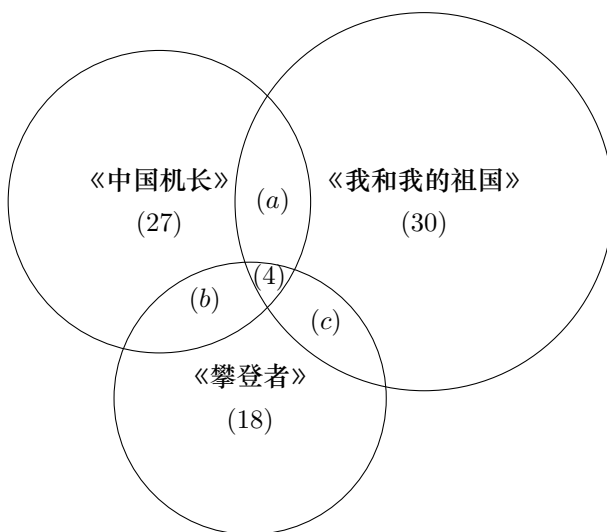 《中国机长》
(27)
(a)
《我和我的祖国》
(30)
(b)
(4)
(c)
《攀登者》
(18)